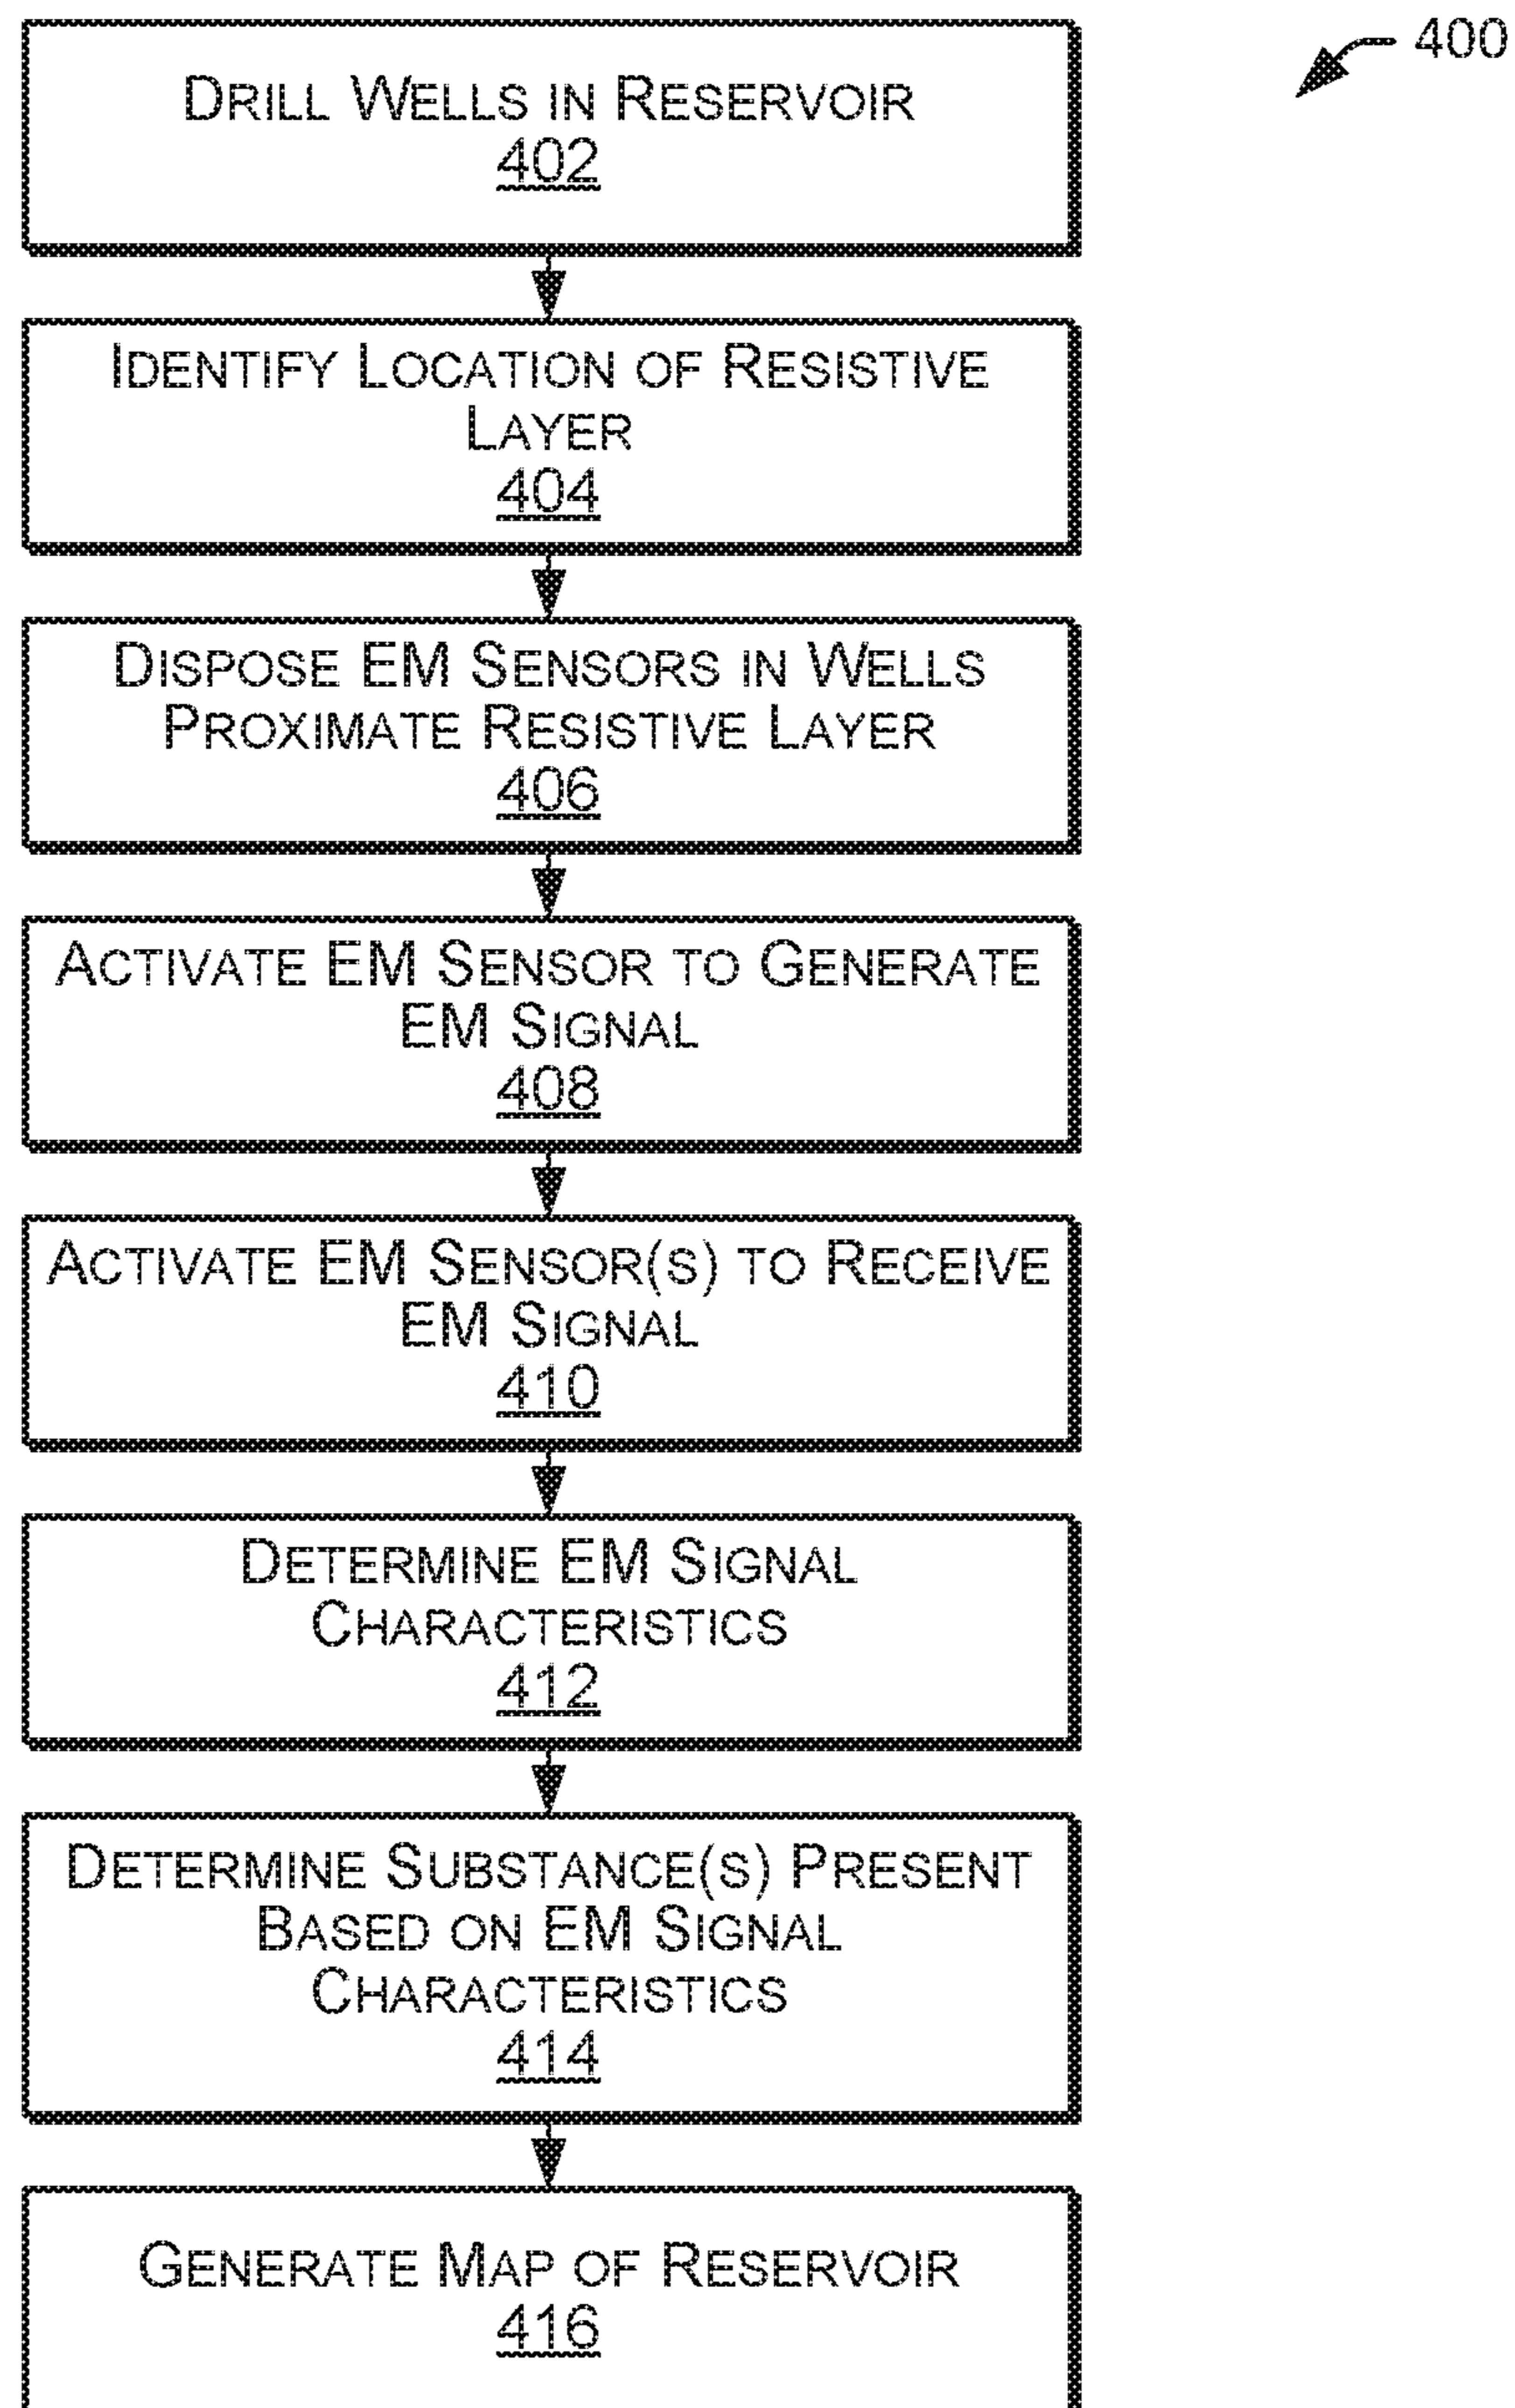 400
DRILL WELLS IN RESERVOIR
402
IDENTIFY LOCATION OF RESISTIVE
LAYER
404
DISPOSE EM SENSORS IN WELLS
PROXIMATE RESISTIVE LAYER
406
ACTIVATE EM SENSOR TO GENERATE
EM SIGNAL
408
ACTIVATE EM SENSOR(S) TO RECEIVE
EM SIGNAL
410
DETERMINE EM SIGNAL
CHARACTERISTICS
412
DETERMINE SUBSTANCE(S) PRESENT
BASED ON EM SIGNAL
CHARACTERISTICS
414
GENERATE MAP OF RESERVOIR
416